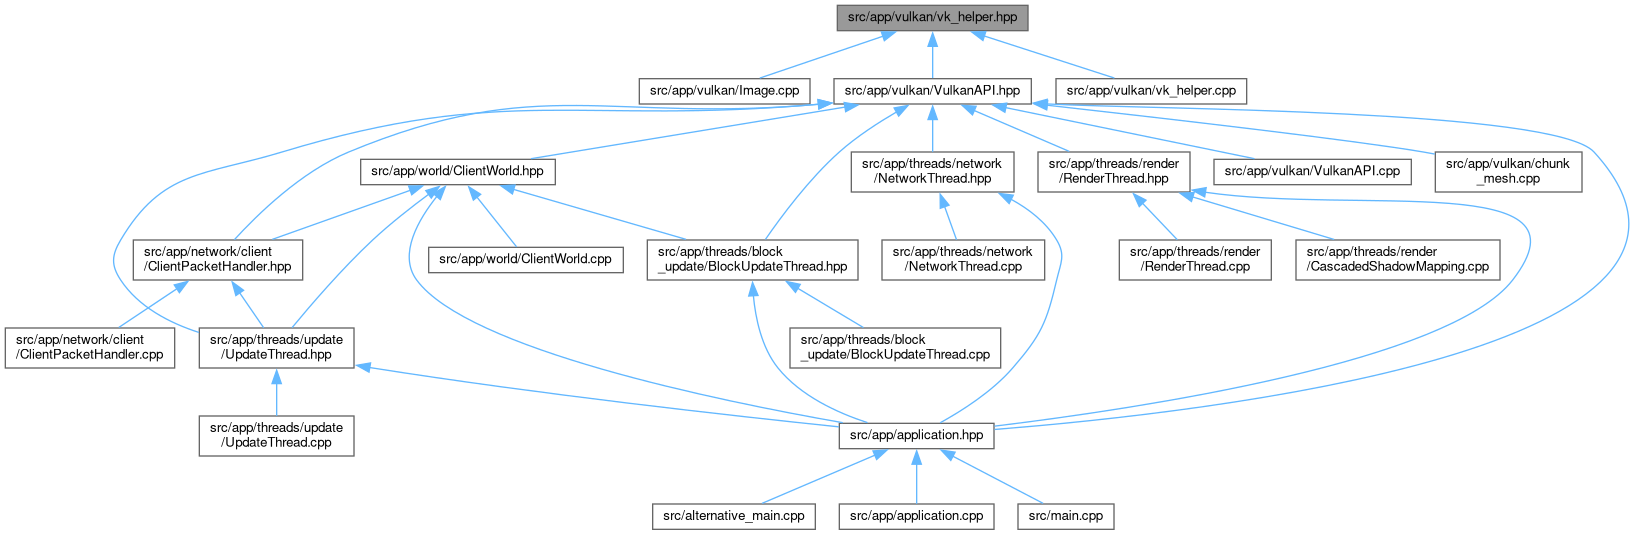 src/app/vulkan/vk_helper.hpp
src/app/vulkan/Image.cpp
src/app/vulkan/VulkanAPI.hpp
src/app/vulkan/vk_helper.cpp
src/app/world/ClientWorld.hpp
src/app/threads/network
/NetworkThread.hpp
src/app/threads/render
/RenderThread.hpp
src/app/vulkan/VulkanAPI.cpp
src/app/vulkan/chunk
_mesh.cpp
src/app/network/client
/ClientPacketHandler.hpp
src/app/world/ClientWorld.cpp
src/app/threads/block
_update/BlockUpdateThread.hpp
src/app/threads/network
/NetworkThread.cpp
src/app/threads/render
/RenderThread.cpp
src/app/threads/render
/CascadedShadowMapping.cpp
src/app/network/client
/ClientPacketHandler.cpp
src/app/threads/update
/UpdateThread.hpp
src/app/threads/block
_update/BlockUpdateThread.cpp
src/app/threads/update
/UpdateThread.cpp
src/app/application.hpp
src/alternative_main.cpp
src/app/application.cpp
src/main.cpp